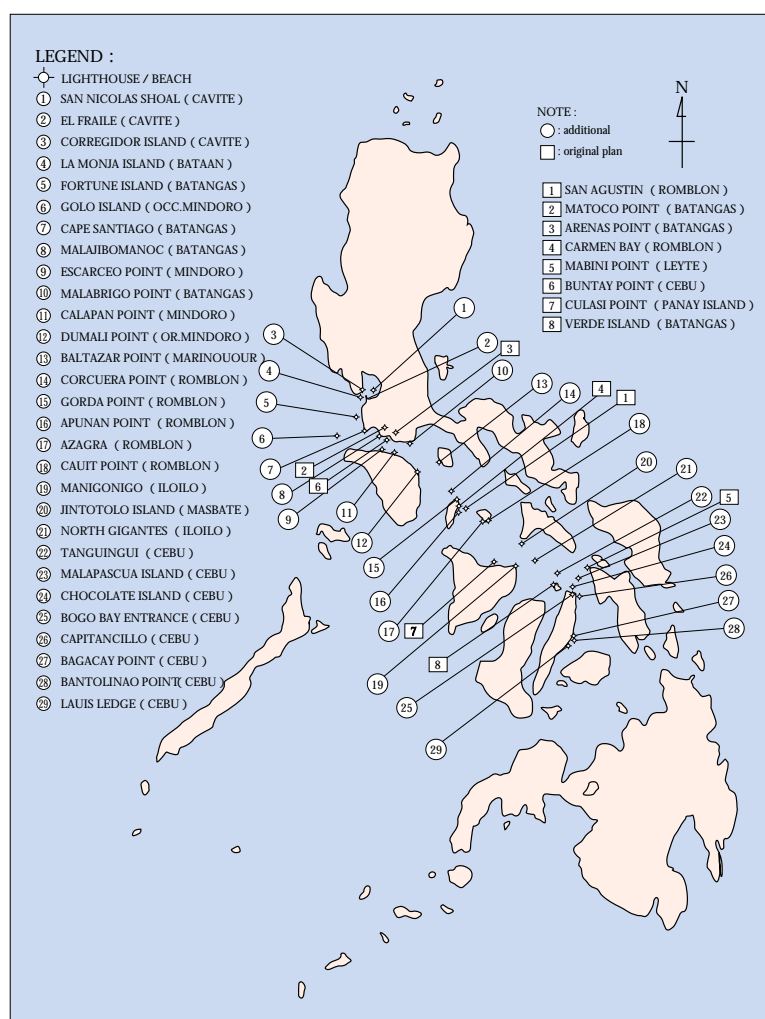 LEGEND :
LIGHTHOUSE / BEACH
1 SAN NICOLAS SHOAL ( CAVITE )
2 EL FRAILE ( CAVITE )
3 CORREGIDOR ISLAND ( CAVITE )
4 LA MONJA ISLAND ( BATAAN )
5 FORTUNE ISLAND ( BATANGAS )
6 GOLO ISLAND ( OCC.MINDORO )
7 CAPE SANTIAGO ( BATANGAS )
8 MALAJIBOMANOC ( BATANGAS )
9 ESCARCEO POINT ( MINDORO )
10 MALABRIGO POINT ( BATANGAS )
11 CALAPAN POINT ( MINDORO )
12 DUMALI POINT ( OR.MINDORO )
13 BALTAZAR POINT ( MARINOUOUR )
14 CORCUERA POINT ( ROMBLON )
15 GORDA POINT ( ROMBLON )
16 APUNAN POINT ( ROMBLON )
17 AZAGRA ( ROMBLON )
18 CAUIT POINT ( ROMBLON )
19 MANIGONIGO ( ILOILO )
20 JINTOTOLO ISLAND ( MASBATE )
21 NORTH GIGANTES ( ILOILO )
22 TANGUINGUI ( CEBU )
23 MALAPASCUA ISLAND ( CEBU )
24 CHOCOLATE ISLAND ( CEBU )
25 BOGO BAY ENTRANCE ( CEBU )
26 CAPITANCILLO ( CEBU )
27 BAGACAY POINT ( CEBU )
28 BANTOLINAO POINT( CEBU )
29 LAUIS LEDGE ( CEBU )
N
NOTE :
: additional
: original plan
1 SAN AGUSTIN ( ROMBLON )
2 MATOCO POINT ( BATANGAS )
3 ARENAS POINT ( BATANGAS )
4 CARMEN BAY ( ROMBLON )
5 MABINI POINT ( LEYTE )
6 BUNTAY POINT ( CEBU )
7 CULASI POINT ( PANAY ISLAND )
8 VERDE ISLAND ( BATANGAS )
1
3
2
3
4
10
13
14
4
1
5
18
6
20
21
7
2
22
5
8
6
23
9
11
24
12
15
26
16
27
17
7
28
8
19
25
29